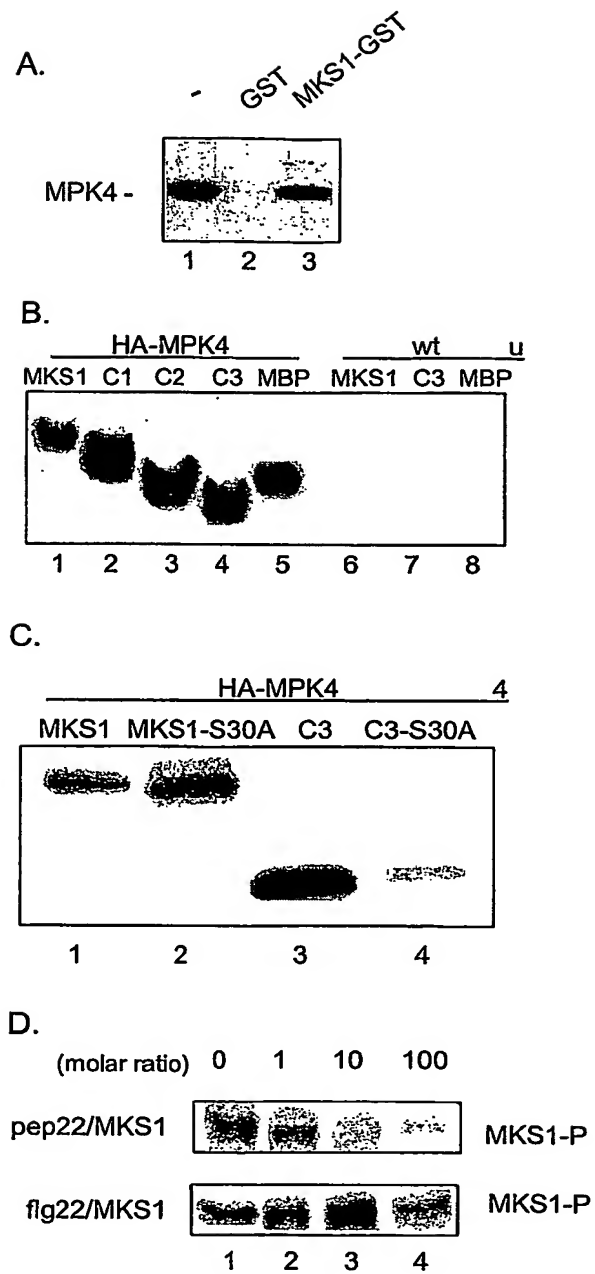 A.
- GST MKS1-GST
MPK4 -
1 2 3
B.
HA-MPK4 wt u
MKS1 C1 C2 C3 MBP MKS1 C3 MBP
1 2 3 4 5 6 7 8
C.
HA-MPK4 4
MKS1 MKS1-S30A C3 C3-S30A
1 2 3 4
D.
(molar ratio) 0 1 10 100
pep22/MKS1 MKS1-P
flg22/MKS1 MKS1-P
1 2 3 4